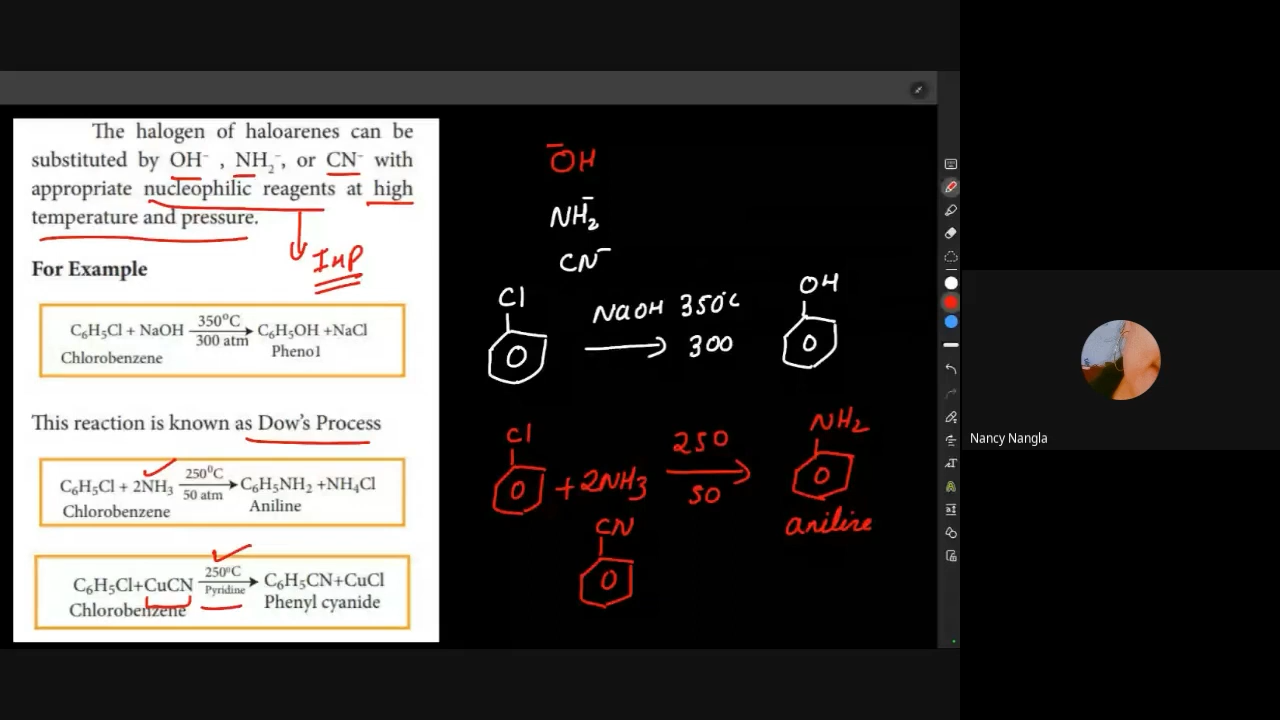 The halogen of haloarenes can be
substituted by OH⁻ , NH₂⁻, or CN⁻ with
appropriate nucleophilic reagents at high
temperature and pressure.
IMP
For Example
C₆H₅Cl + NaOH 350⁰C 300 atm C₆H₅OH +NaCl
Chlorobenzene Phenol
This reaction is known as Dow's Process
C₆H₅Cl + 2NH₃ 250⁰C 50 atm C₆H₅NH₂ +NH₄Cl
Chlorobenzene Aniline
C₆H₅Cl+CuCN 250⁰C Pyridine C₆H₅CN+CuCl
Chlorobenzene Phenyl cyanide
⁻OH
NH₂⁻
CN⁻
Cl NaOH 350°C OH
300
Cl 250 NH₂
+ 2NH₃ 50
aniline
CN
Nancy Nangla